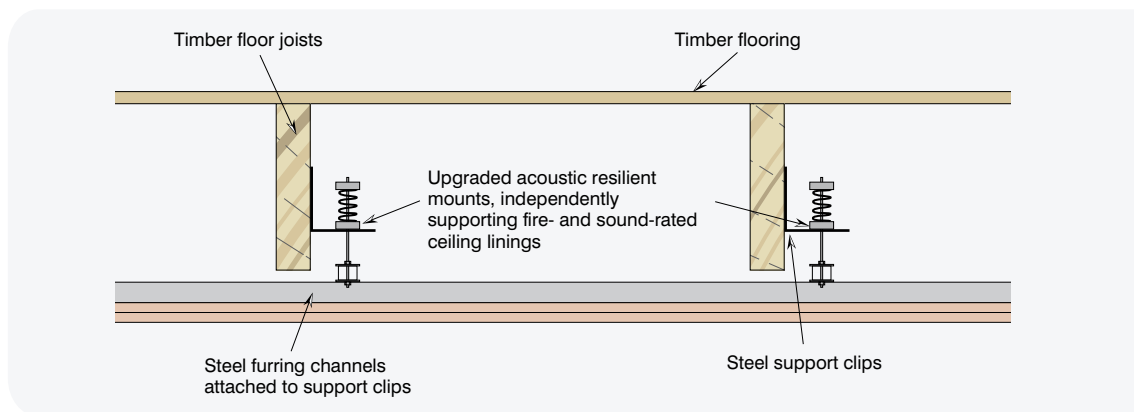 Timber floor joists
Timber flooring
Upgraded acoustic resilient
mounts, independently
supporting fire- and sound-rated
ceiling linings
Steel furring channels
attached to support clips
Steel support clips